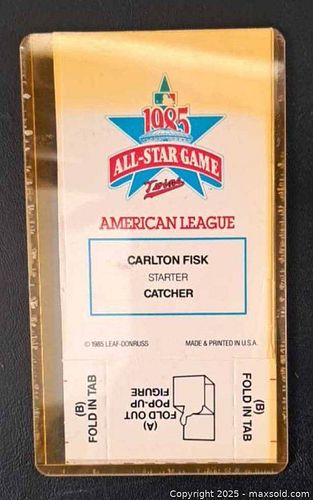 1985
ALL-STAR GAME
Twins
AMERICAN LEAGUE
CARLTON FISK
STARTER
CATCHER
© 1985 LEAF-DONRUSS MADE & PRINTED IN U.S.A.
(B)
FOLD IN TAB
(A)
FOLD OUT
POP-UP
FIGURE
(B)
FOLD IN TAB
Copyright © 2025 - maxsold.com